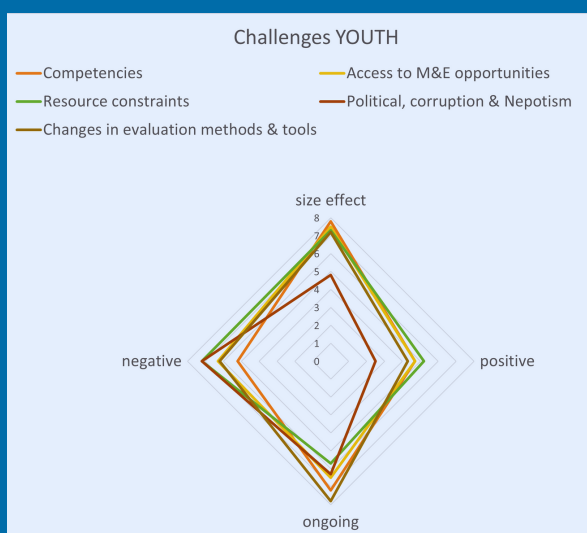 Challenges YOUTH
Competencies
Access to M&E opportunities
Resource constraints
Political, corruption & Nepotism
Changes in evaluation methods & tools
size effect
8
7
6
5
4
3
2
1
0
negative
positive
ongoing